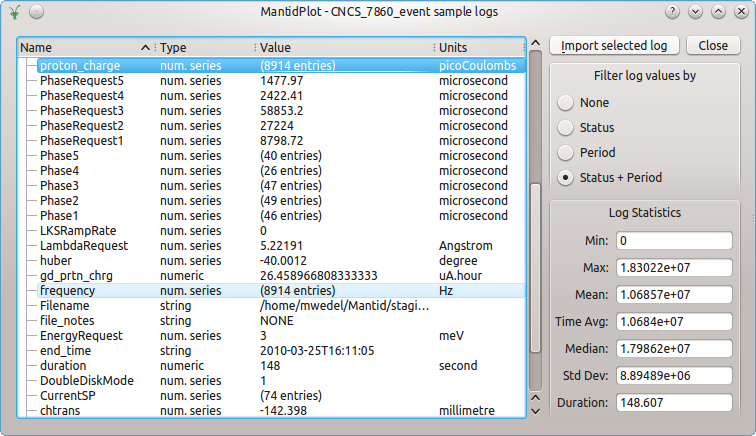 MantidPlot - CNCS_7860_event sample logs
Name Type Value Units
proton_charge num. series (8914 entries) picoCoulombs
PhaseRequest5 num. series 1477.97 microsecond
PhaseRequest4 num. series 2422.41 microsecond
PhaseRequest3 num. series 58853.2 microsecond
PhaseRequest2 num. series 27224 microsecond
PhaseRequest1 num. series 8798.72 microsecond
Phase5 num. series (40 entries) microsecond
Phase4 num. series (26 entries) microsecond
Phase3 num. series (47 entries) microsecond
Phase2 num. series (49 entries) microsecond
Phase1 num. series (46 entries) microsecond
LKSRampRate num. series 0
LambdaRequest num. series 5.22191 Angstrom
huber num. series -40.0012 degree
gd_prtn_chrg numeric 26.458966808333333 uA.hour
frequency num. series (8914 entries) Hz
Filename string /home/mwedel/Mantid/stagi...
file_notes string NONE
EnergyRequest num. series 3 meV
end_time string 2010-03-25T16:11:05
duration numeric 148 second
DoubleDiskMode num. series 1
CurrentSP num. series (74 entries)
chtrans num. series -142.398 millimetre
Import selected log Close
Filter log values by
None
Status
Period
Status + Period
Log Statistics
Min: 0
Max: 1.83022e+07
Mean: 1.06857e+07
Time Avg: 1.0684e+07
Median: 1.79862e+07
Std Dev: 8.89489e+06
Duration: 148.607